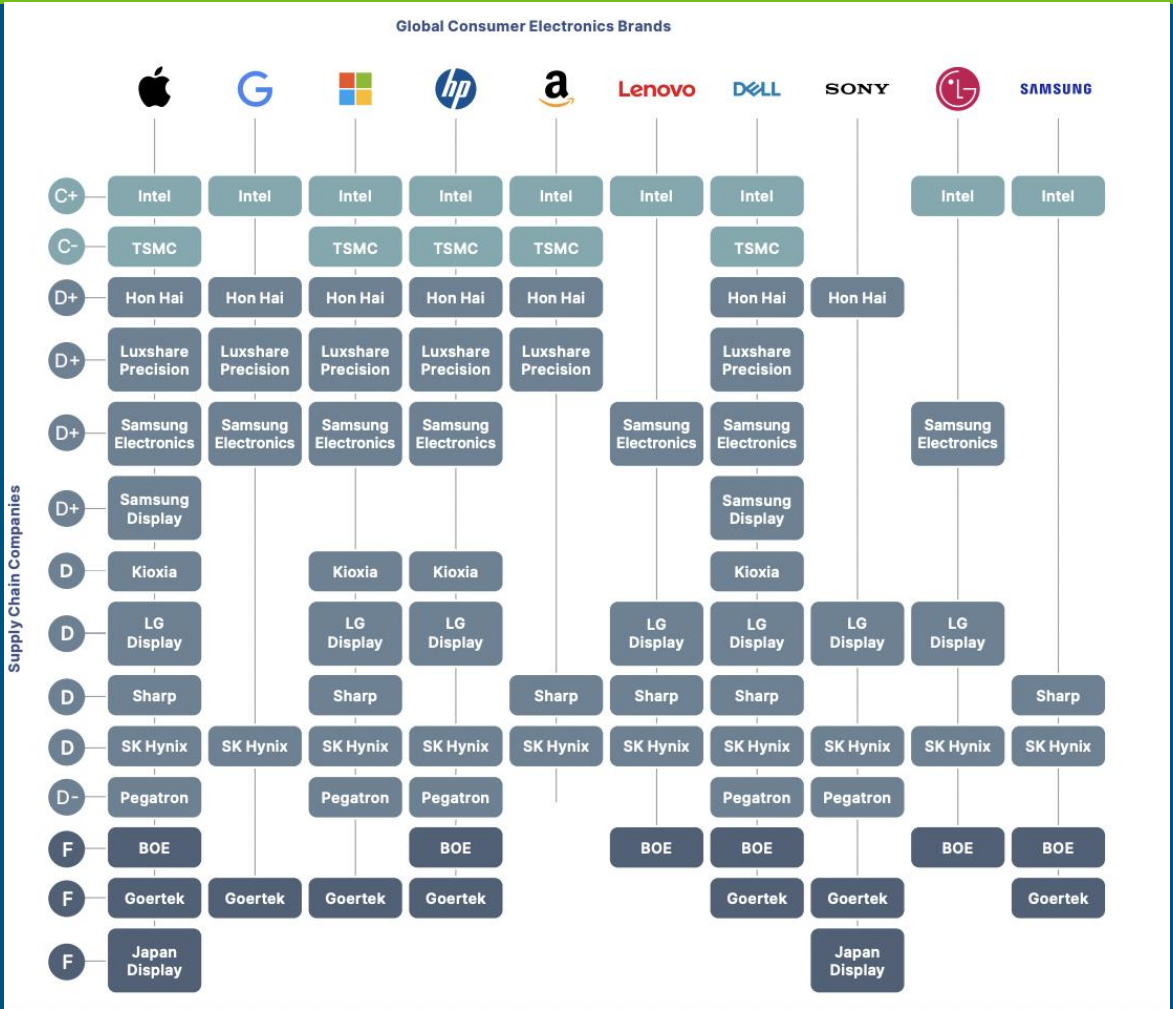 Global Consumer Electronics Brands
G hp a Lenovo DELL SONY LG SAMSUNG
Supply Chain Companies
C+ Intel Intel Intel Intel Intel Intel Intel Intel Intel
C- TSMC TSMC TSMC TSMC TSMC
D+ Hon Hai Hon Hai Hon Hai Hon Hai Hon Hai Hon Hai Hon Hai
D+ Luxshare Precision Luxshare Precision Luxshare Precision Luxshare Precision Luxshare Precision Luxshare Precision
D+ Samsung Electronics Samsung Electronics Samsung Electronics Samsung Electronics Samsung Electronics Samsung Electronics Samsung Electronics
D+ Samsung Display Samsung Display
D Kioxia Kioxia Kioxia Kioxia
D LG Display LG Display LG Display LG Display LG Display LG Display LG Display
D Sharp Sharp Sharp Sharp Sharp Sharp
D SK Hynix SK Hynix SK Hynix SK Hynix SK Hynix SK Hynix SK Hynix SK Hynix SK Hynix SK Hynix
D- Pegatron Pegatron Pegatron Pegatron Pegatron
F BOE BOE BOE BOE BOE BOE
F Goertek Goertek Goertek Goertek Goertek Goertek Goertek
F Japan Display Japan Display